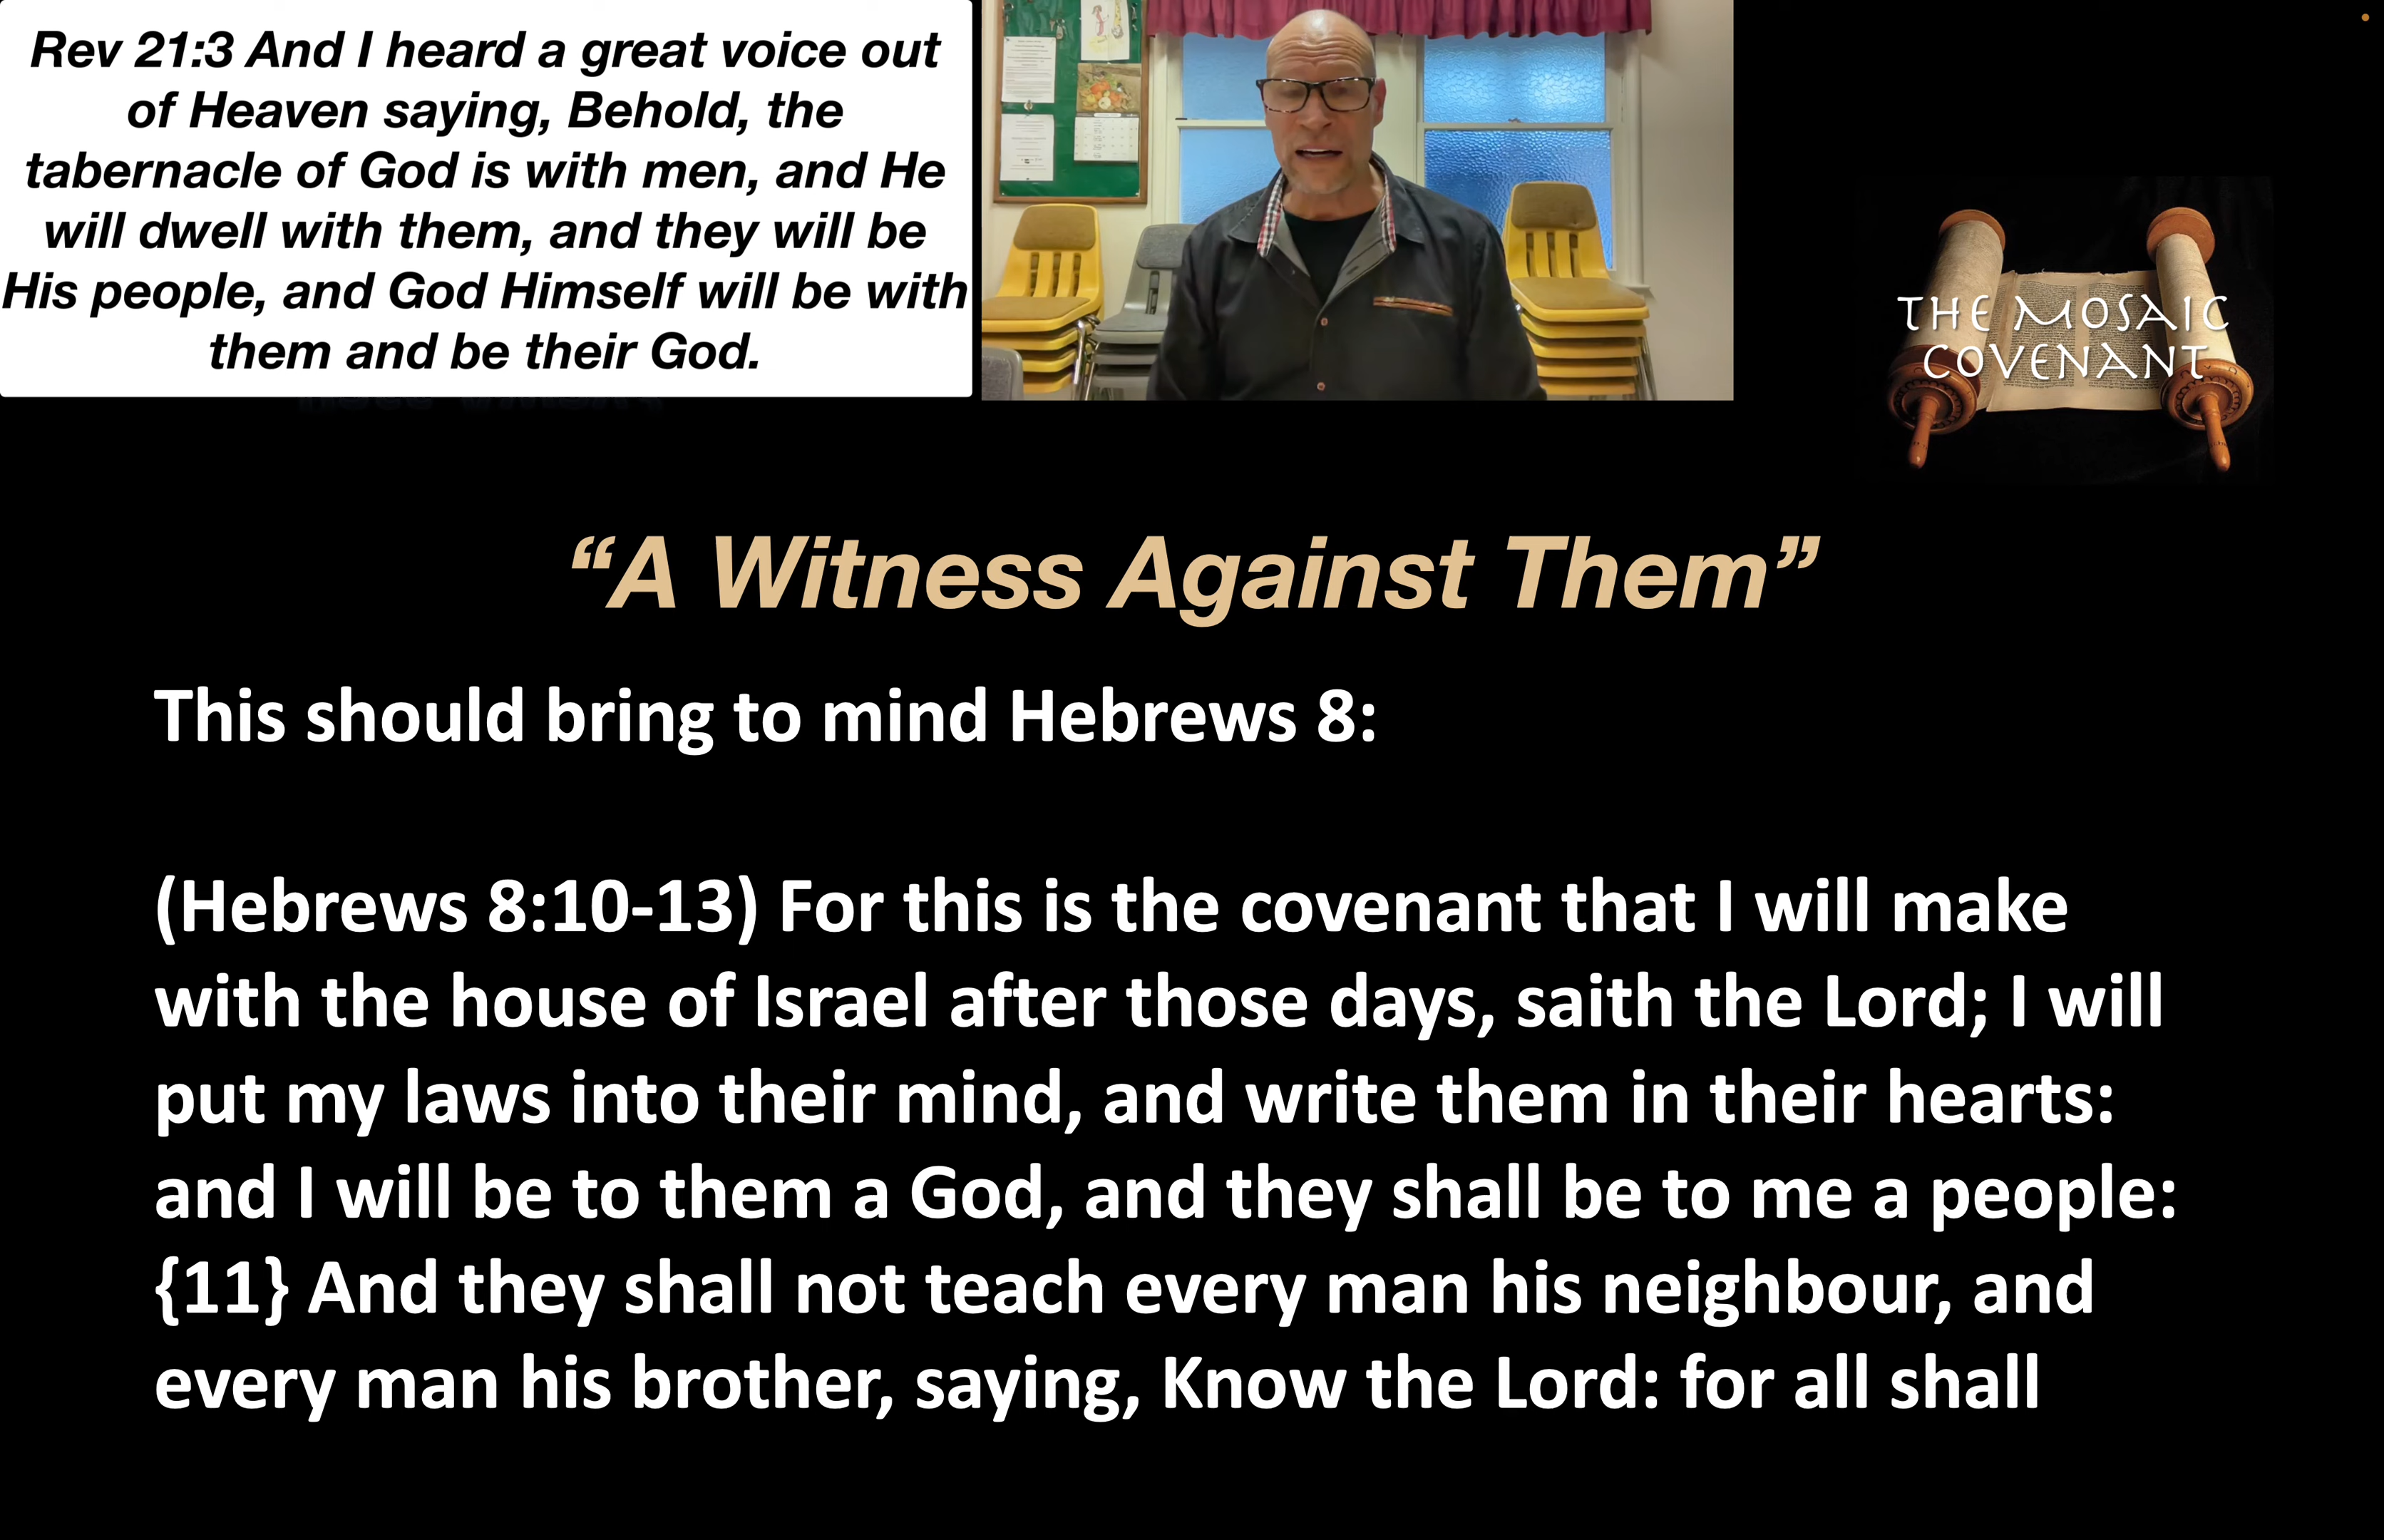 Rev 21:3 And I heard a great voice out
of Heaven saying, Behold, the
tabernacle of God is with men, and He
will dwell with them, and they will be
His people, and God Himself will be with
them and be their God.
THE MOSAIC
COVENANT
“A Witness Against Them”
This should bring to mind Hebrews 8:
(Hebrews 8:10-13) For this is the covenant that I will make
with the house of Israel after those days, saith the Lord; I will
put my laws into their mind, and write them in their hearts:
and I will be to them a God, and they shall be to me a people:
{11} And they shall not teach every man his neighbour, and
every man his brother, saying, Know the Lord: for all shall